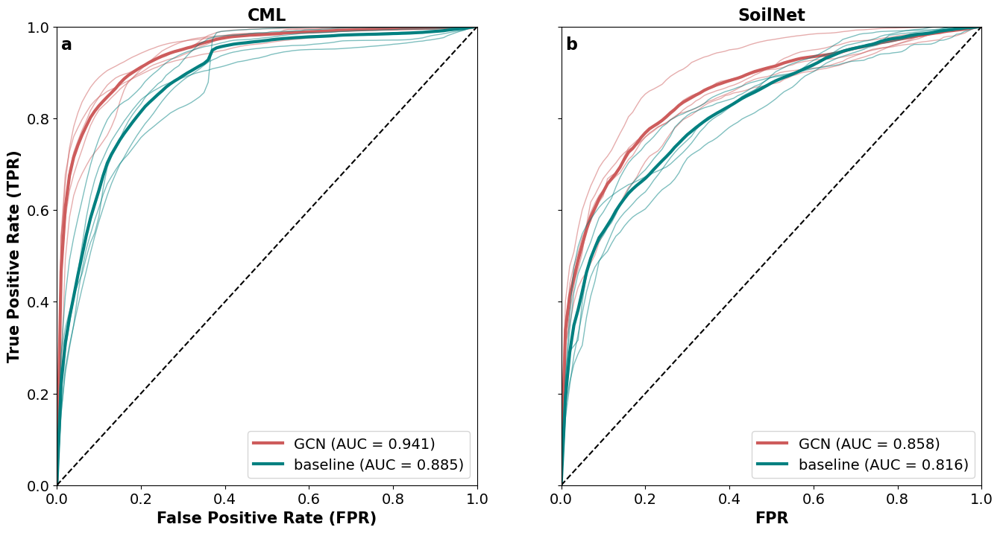 CML
a
1.0
0.8
0.6
0.4
0.2
0.0
True Positive Rate (TPR)
GCN (AUC = 0.941)
baseline (AUC = 0.885)
0.0 0.2 0.4 0.6 0.8 1.0
False Positive Rate (FPR)
SoilNet
b
GCN (AUC = 0.858)
baseline (AUC = 0.816)
0.0 0.2 0.4 0.6 0.8 1.0
FPR